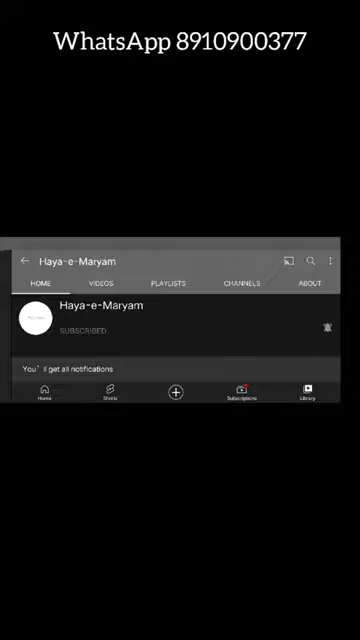 WhatsApp 8910900377
Haya-e-Maryam
HOME VIDEOS PLAYLISTS CHANNELS ABOUT
Haya-e-Maryam
SUBSCRIBED
You'll get all notifications
Home Shorts Subscriptions Library